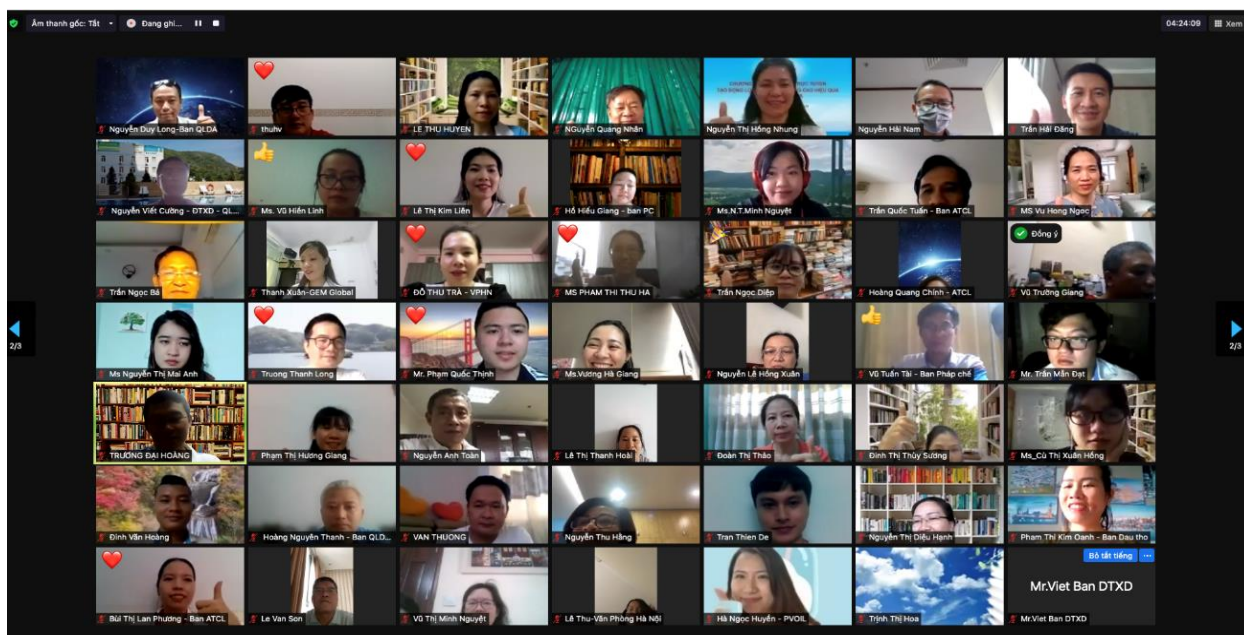 Âm thanh gốc: Tắt
Đang ghi...
04:24:09
Xem
Nguyễn Duy Long-Ban QLDA
thuhv
LE THU HUYEN
NGuyễn Quang Nhân
Nguyễn Thị Hồng Nhung
Nguyễn Hải Nam
Trần Hải Đăng
Nguyễn Viết Cường - ĐTXD - QL...
Ms. Vũ Hiền Linh
Lê Thị Kim Liên
Hồ Hiếu Giang - ban PC
Ms.N.T.Minh Nguyệt
Trần Quốc Tuấn - Ban ATCL
MS Vu Hong Ngoc
Đồng ý
Trần Ngọc Bá
Thanh Xuân-GEM Global
ĐỖ THU TRÀ - VPHN
MS PHAM THI THU HA
Trần Ngọc Diệp
Hoàng Quang Chính - ATCL
Vũ Trường Giang
2/3
2/3
Ms Nguyễn Thị Mai Anh
Truong Thanh Long
Mr. Phạm Quốc Thịnh
Ms.Vương Hà Giang
Nguyễn Lê Hồng Xuân
Vũ Tuấn Tài - Ban Pháp chế
Mr. Trần Mẫn Đạt
TRƯƠNG ĐẠI HOÀNG
Phạm Thị Hương Giang
Nguyễn Anh Toàn
Lê Thị Thanh Hoài
Đoàn Thị Thảo
Đinh Thị Thùy Sương
Ms_Cù Thị Xuân Hồng
Đinh Văn Hoàng
Hoàng Nguyên Thanh - Ban QLD...
VAN THUONG
Nguyễn Thu Hằng
Tran Thien De
Nguyễn Thị Diệu Hạnh
Pham Thi Kim Oanh - Ban Dau tho
Bỏ tắt tiếng
...
Mr.Viet Ban DTXD
Bùi Thị Lan Phương - Ban ATCL
Le Van Son
Vũ Thị Minh Nguyệt
Lê Thu-Văn Phòng Hà Nội
Hà Ngọc Huyền - PVOIL
Trịnh Thị Hoa
Mr.Viet Ban DTXD